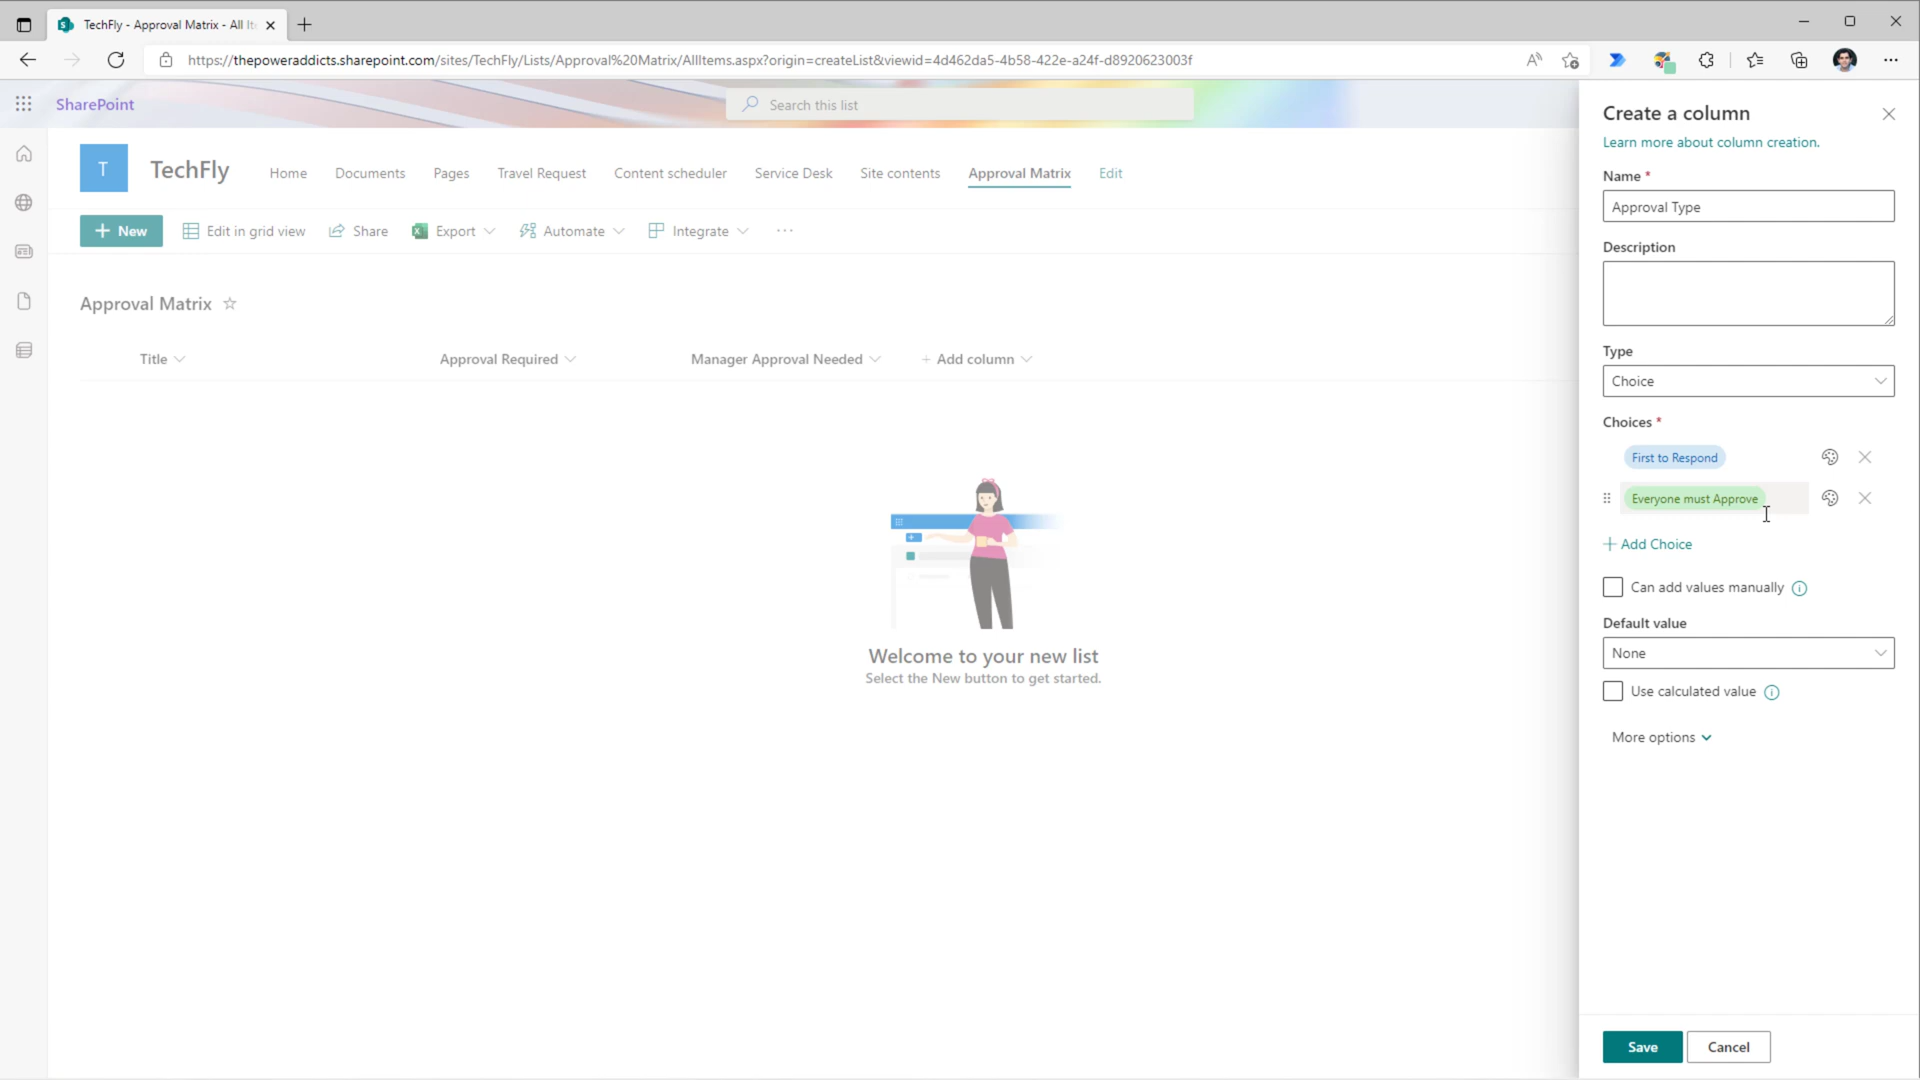 TechFly - Approval Matrix - All It
https://thepoweraddicts.sharepoint.com/sites/TechFly/Lists/Approval%20Matrix/AllItems.aspx?origin=createList&viewid=4d462da5-4b58-422e-a24f-d8920623003f
SharePoint
Search this list
T
TechFly
Home
Documents
Pages
Travel Request
Content scheduler
Service Desk
Site contents
Approval Matrix
Edit
+ New
Edit in grid view
Share
Export
Automate
Integrate
...
Approval Matrix
Title
Approval Required
Manager Approval Needed
+ Add column
Welcome to your new list
Select the New button to get started.
Create a column
Learn more about column creation.
Name *
Approval Type
Description
Type
Choice
Choices *
First to Respond
Everyone must Approve
+ Add Choice
Can add values manually
Default value
None
Use calculated value
More options
Save
Cancel